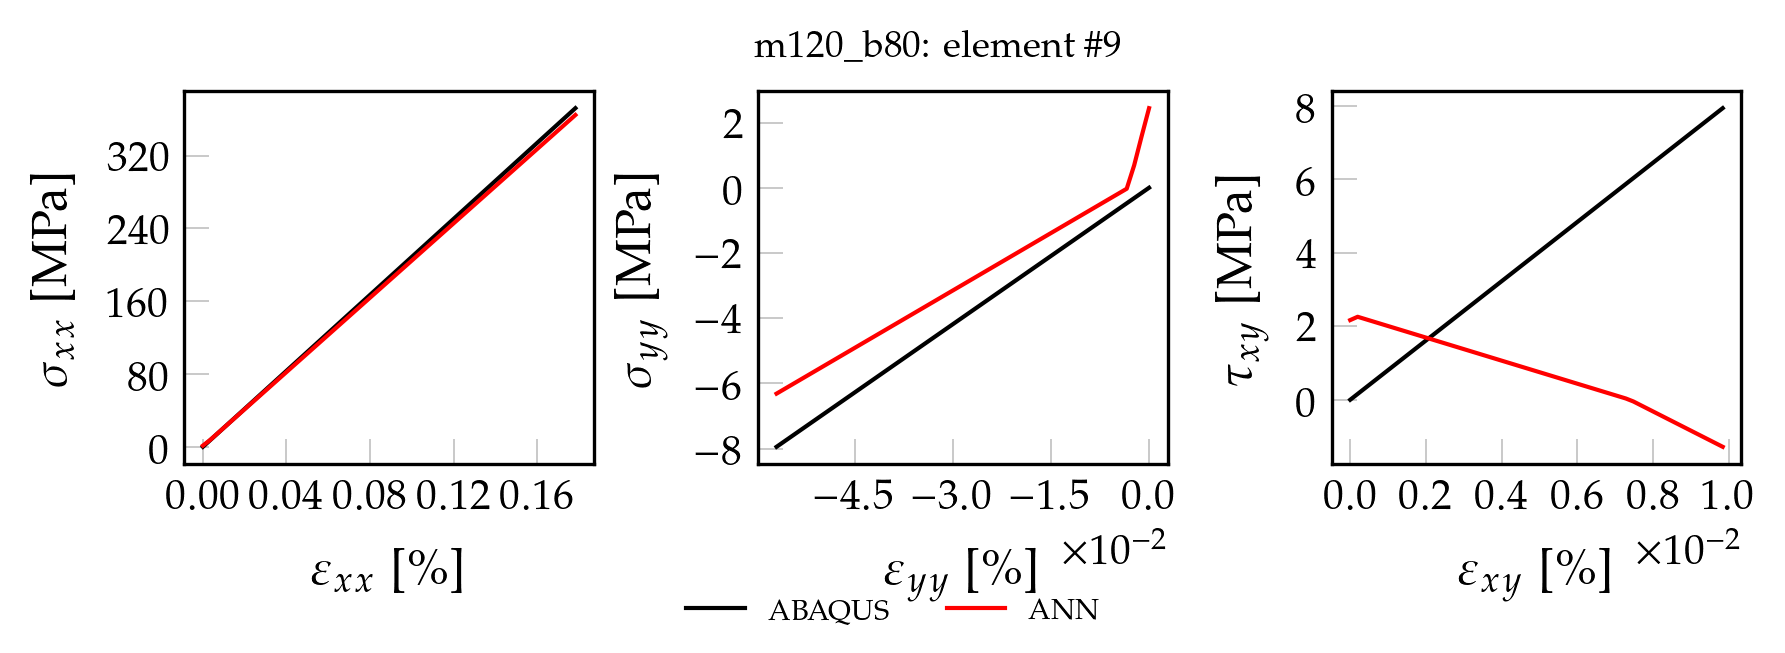 m120_b80: element #9
σxx [MPa]
320
240
160
80
0
0.00 0.04 0.08 0.12 0.16
εxx [%]
σyy [MPa]
2
0
−2
−4
−6
−8
−4.5 −3.0 −1.5 0.0
×10−2
εyy [%]
τxy [MPa]
8
6
4
2
0
0.0 0.2 0.4 0.6 0.8 1.0
×10−2
εxy [%]
ABAQUS ANN